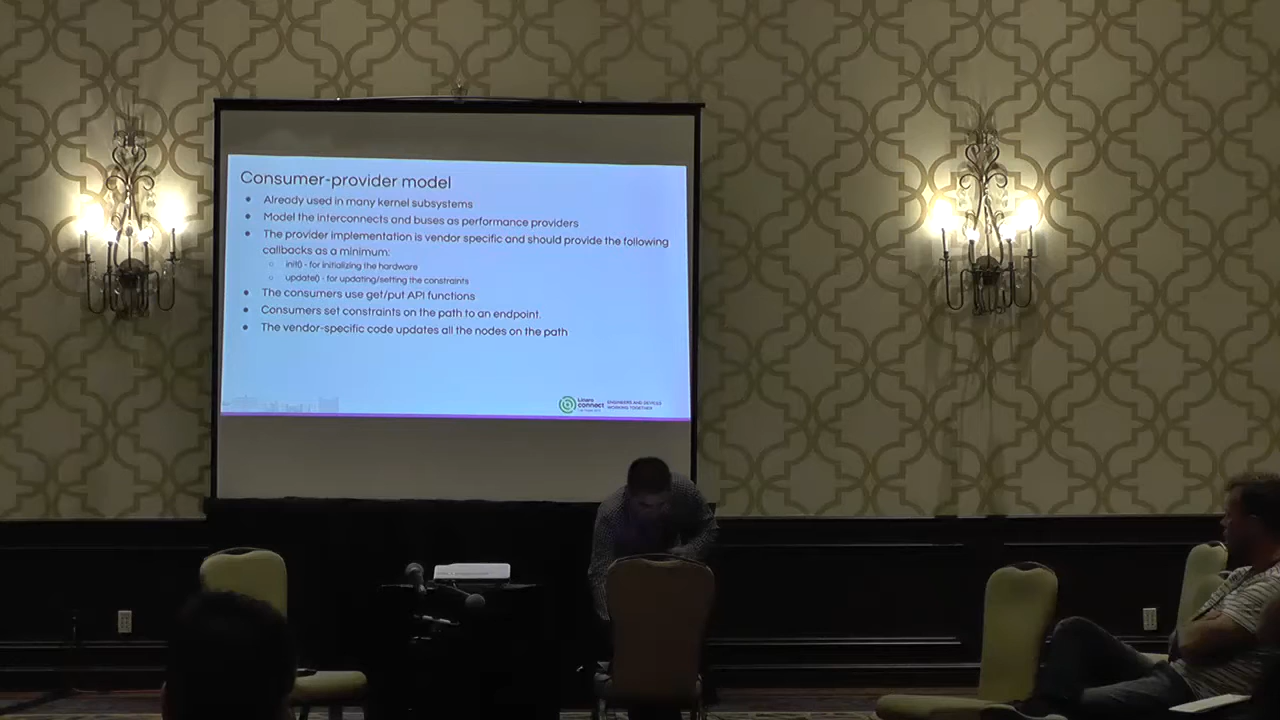 Consumer-provider model
● Already used in many kernel subsystems
● Model the interconnects and buses as performance providers
● The provider implementation is vendor specific and should provide the following
callbacks as a minimum:
○ init() - for initializing the hardware
○ update() - for updating/setting the constraints
● The consumers use get/put API functions
● Consumers set constraints on the path to an endpoint.
● The vendor-specific code updates all the nodes on the path
Linaro
connect
ENGINEERS AND DEVICES
WORKING TOGETHER